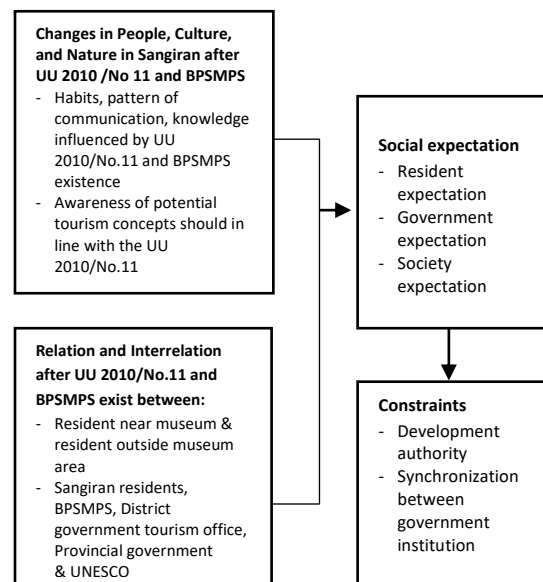 Changes in People, Culture,
and Nature in Sangiran after
UU 2010 /No 11 and BPSMPS
- Habits, pattern of
communication, knowledge
influenced by UU
2010/No.11 and BPSMPS
existence
- Awareness of potential
tourism concepts should in
line with the UU
2010/No.11
Relation and Interrelation
after UU 2010/No.11 and
BPSMPS exist between:
- Resident near museum &
resident outside museum
area
- Sangiran residents,
BPSMPS, District
government tourism office,
Provincial government
& UNESCO
Social expectation
- Resident
expectation
- Government
expectation
- Society
expectation
Constraints
- Development
authority
- Synchronization
between
government
institution